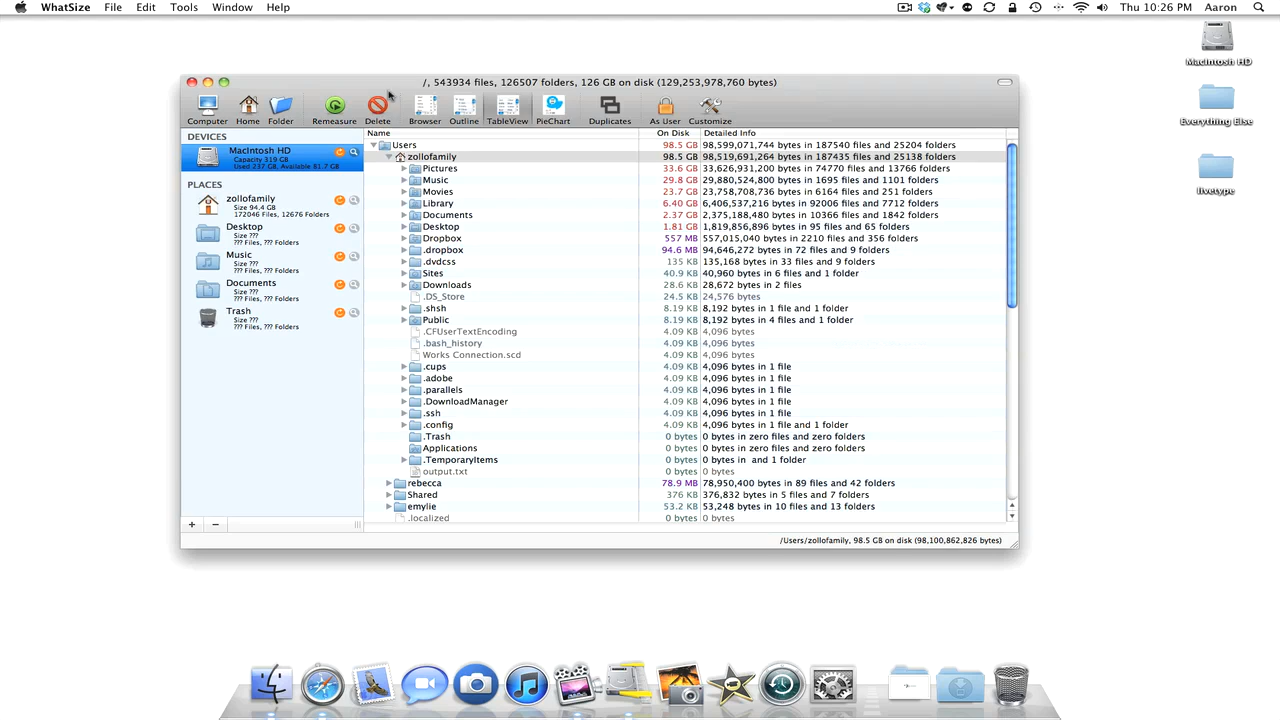 WhatSize File Edit Tools Window Help Thu 10:26 PM Aaron
Macintosh HD
Everything Else
livetype
/, 543934 files, 126507 folders, 126 GB on disk (129,253,978,760 bytes)
Computer Home Folder Remeasure Delete Browser Outline TableView PieChart Duplicates As User Customize
DEVICES
Macintosh HD
Capacity 319 GB
Used 237 GB, Available 81.7 GB
PLACES
zollofamily
Size 94.4 GB
172046 Files, 12676 Folders
Desktop
Size ???
??? Files, ??? Folders
Music
Size ???
??? Files, ??? Folders
Documents
Size ???
??? Files, ??? Folders
Trash
Size ???
??? Files, ??? Folders
Name On Disk Detailed Info
Users 98.5 GB 98,599,071,744 bytes in 187540 files and 25204 folders
zollofamily 98.5 GB 98,519,691,264 bytes in 187435 files and 25138 folders
Pictures 33.6 GB 33,626,931,200 bytes in 74770 files and 13766 folders
Music 29.8 GB 29,880,524,800 bytes in 1695 files and 1101 folders
Movies 23.7 GB 23,758,708,736 bytes in 6164 files and 251 folders
Library 6.40 GB 6,406,537,216 bytes in 92006 files and 7712 folders
Documents 2.37 GB 2,375,188,480 bytes in 10366 files and 1842 folders
Desktop 1.81 GB 1,819,856,896 bytes in 95 files and 65 folders
Dropbox 557 MB 557,015,040 bytes in 2210 files and 356 folders
.dropbox 94.6 MB 94,646,272 bytes in 72 files and 9 folders
.dvdcss 135 KB 135,168 bytes in 33 files and 9 folders
Sites 40.9 KB 40,960 bytes in 6 files and 1 folder
Downloads 28.6 KB 28,672 bytes in 2 files
.DS_Store 24.5 KB 24,576 bytes
.shsh 8.19 KB 8,192 bytes in 1 file and 1 folder
Public 8.19 KB 8,192 bytes in 4 files and 1 folder
.CFUserTextEncoding 4.09 KB 4,096 bytes
.bash_history 4.09 KB 4,096 bytes
Works Connection.scd 4.09 KB 4,096 bytes
.cups 4.09 KB 4,096 bytes in 1 file
.adobe 4.09 KB 4,096 bytes in 1 file
.parallels 4.09 KB 4,096 bytes in 1 file
.DownloadManager 4.09 KB 4,096 bytes in 1 file
.ssh 4.09 KB 4,096 bytes in 1 file
.config 4.09 KB 4,096 bytes in 1 file and 1 folder
.Trash 0 bytes 0 bytes in zero files and zero folders
Applications 0 bytes 0 bytes in zero files and zero folders
.TemporaryItems 0 bytes 0 bytes in and 1 folder
output.txt 0 bytes 0 bytes
rebecca 78.9 MB 78,950,400 bytes in 89 files and 42 folders
Shared 376 KB 376,832 bytes in 5 files and 7 folders
emylie 53.2 KB 53,248 bytes in 10 files and 13 folders
.localized 0 bytes 0 bytes
/Users/zollofamily, 98.5 GB on disk (98,100,862,826 bytes)